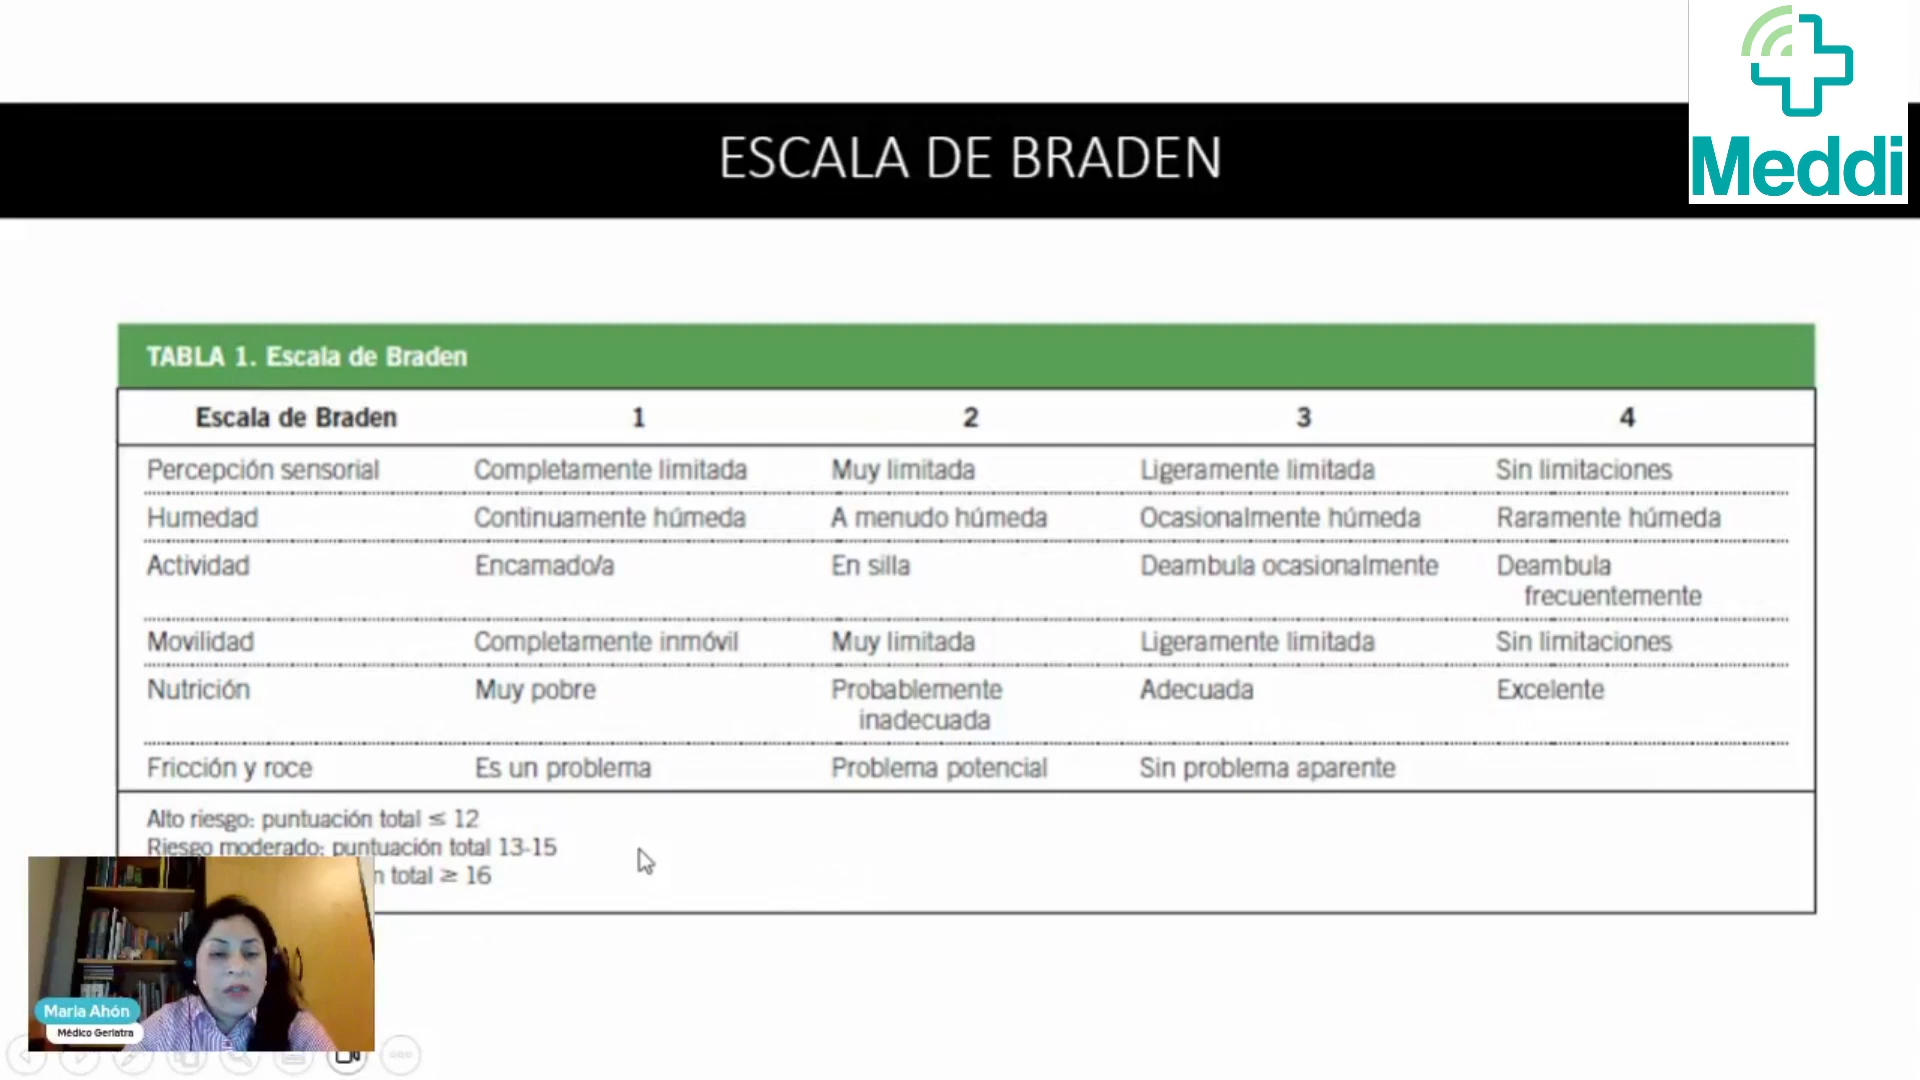 Meddi
ESCALA DE BRADEN
TABLA 1. Escala de Braden
Escala de Braden 1 2 3 4
Percepción sensorial Completamente limitada Muy limitada Ligeramente limitada Sin limitaciones
Humedad Continuamente húmeda A menudo húmeda Ocasionalmente húmeda Raramente húmeda
Actividad Encamado/a En silla Deambula ocasionalmente Deambula
frecuentemente
Movilidad Completamente inmóvil Muy limitada Ligeramente limitada Sin limitaciones
Nutrición Muy pobre Probablemente Adecuada Excelente
inadecuada
Fricción y roce Es un problema Problema potencial Sin problema aparente
Alto riesgo: puntuación total ≤ 12
Riesgo moderado: puntuación total 13-15
total ≥ 16
Maria Ahón
Médico Geriatra